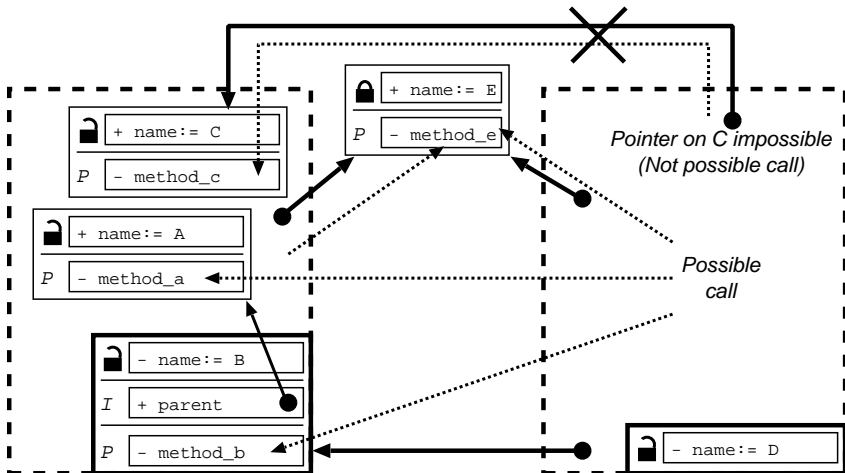 + name:= C
P - method_c
+ name:= E
P - method_e
Pointer on C impossible
(Not possible call)
+ name:= A
P - method_a
Possible
call
- name:= B
I + parent
P - method_b
- name:= D